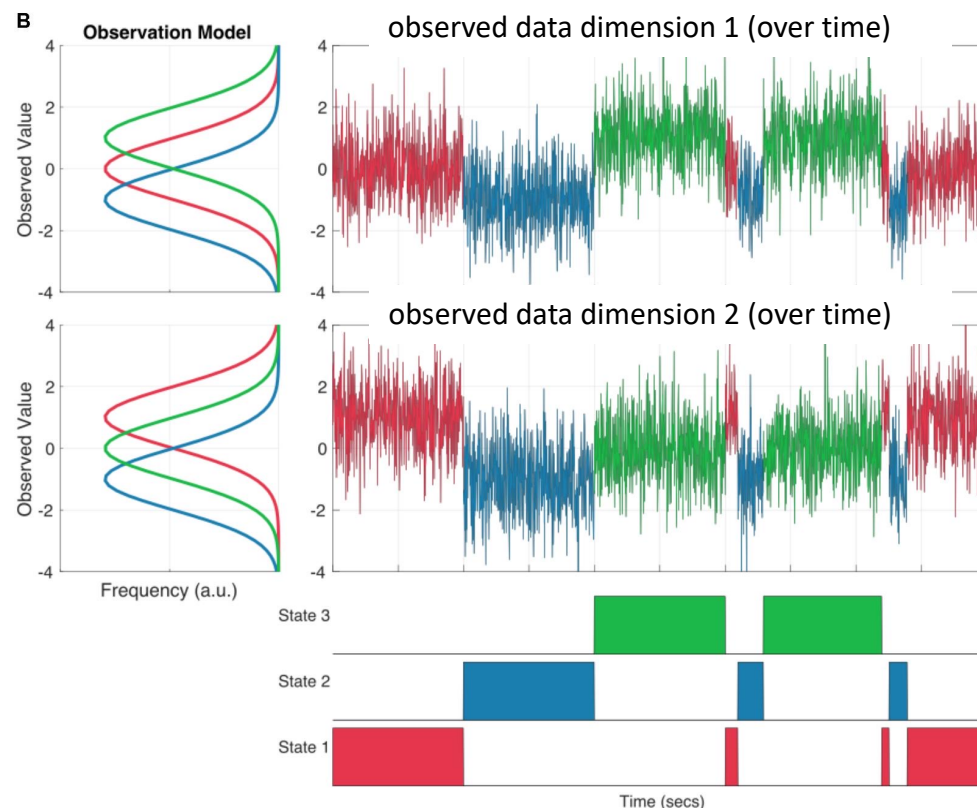 B
Observation Model
observed data dimension 1 (over time)
4
2
0
-2
-4
Observed Value
4
2
0
-2
-4
observed data dimension 2 (over time)
4
2
0
-2
-4
Observed Value
4
2
0
-2
-4
Frequency (a.u.)
State 3
State 2
State 1
Time (secs)